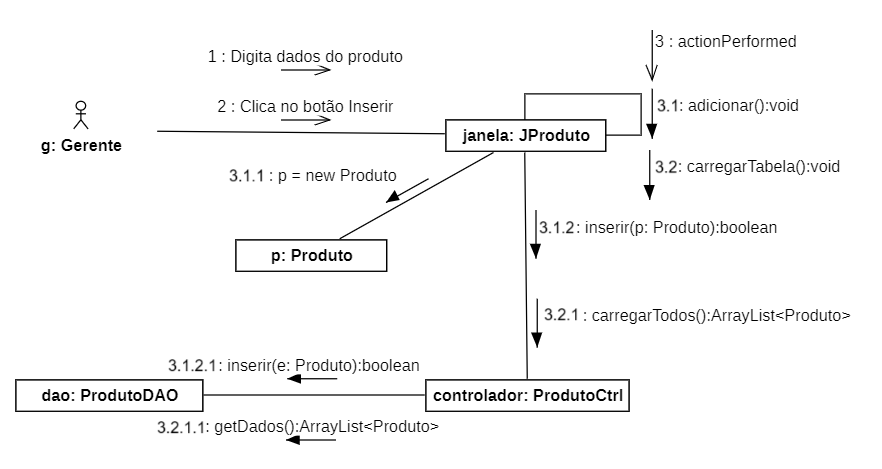 3 : actionPerformed
1 : Digita dados do produto
2 : Clica no botão Inserir
3.1: adicionar():void
janela: JProduto
g: Gerente
3.2: carregarTabela():void
3.1.1 : p = new Produto
3.1.2: inserir(p: Produto):boolean
p: Produto
3.2.1 : carregarTodos():ArrayList<Produto>
3.1.2.1: inserir(e: Produto):boolean
dao: ProdutoDAO
controlador: ProdutoCtrl
3.2.1.1: getDados():ArrayList<Produto>